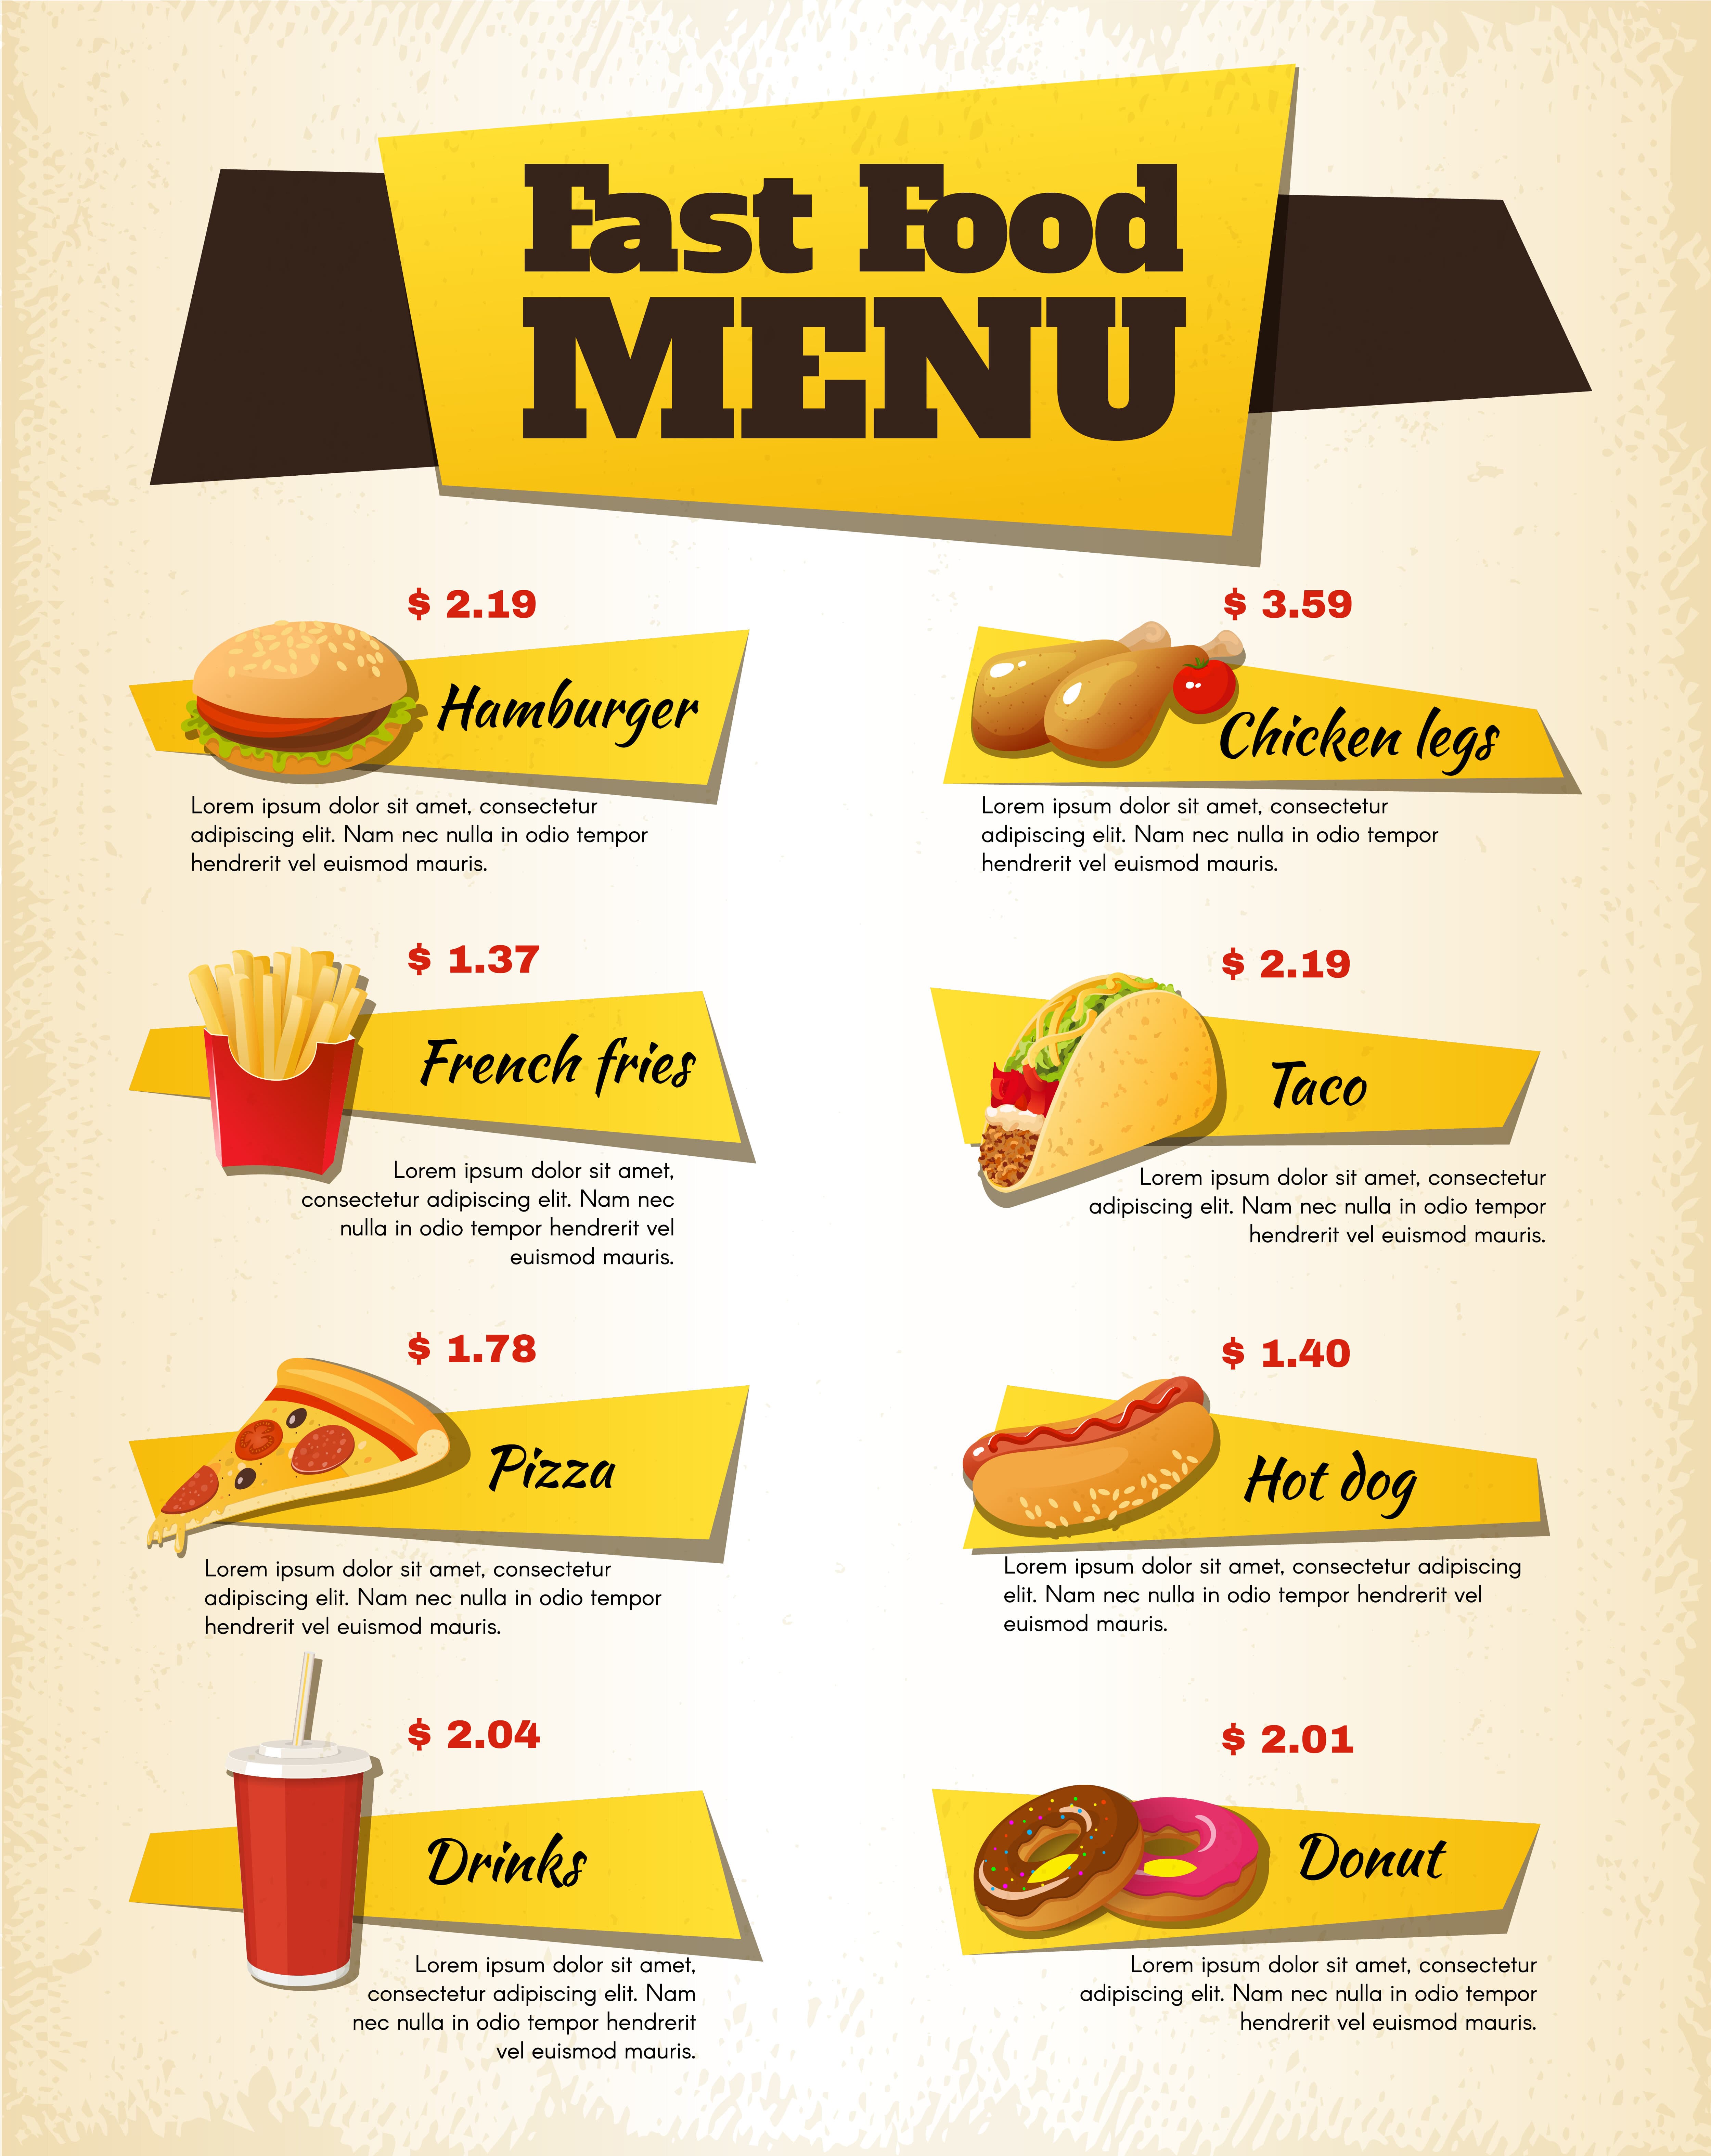 Fast Food
MENU
$ 2.19
Hamburger
Lorem ipsum dolor sit amet, consectetur
adipiscing elit. Nam nec nulla in odio tempor
hendrerit vel euismod mauris.
$ 3.59
Chicken legs
Lorem ipsum dolor sit amet, consectetur
adipiscing elit. Nam nec nulla in odio tempor
hendrerit vel euismod mauris.
$ 1.37
French fries
Lorem ipsum dolor sit amet,
consectetur adipiscing elit. Nam nec
nulla in odio tempor hendrerit vel
euismod mauris.
$ 2.19
Taco
Lorem ipsum dolor sit amet, consectetur
adipiscing elit. Nam nec nulla in odio tempor
hendrerit vel euismod mauris.
$ 1.78
Pizza
Lorem ipsum dolor sit amet, consectetur
adipiscing elit. Nam nec nulla in odio tempor
hendrerit vel euismod mauris.
$ 1.40
Hot dog
Lorem ipsum dolor sit amet, consectetur adipiscing
elit. Nam nec nulla in odio tempor hendrerit vel
euismod mauris.
$ 2.04
Drinks
Lorem ipsum dolor sit amet,
consectetur adipiscing elit. Nam
nec nulla in odio tempor hendrerit
vel euismod mauris.
$ 2.01
Donut
Lorem ipsum dolor sit amet, consectetur
adipiscing elit. Nam nec nulla in odio tempor
hendrerit vel euismod mauris.